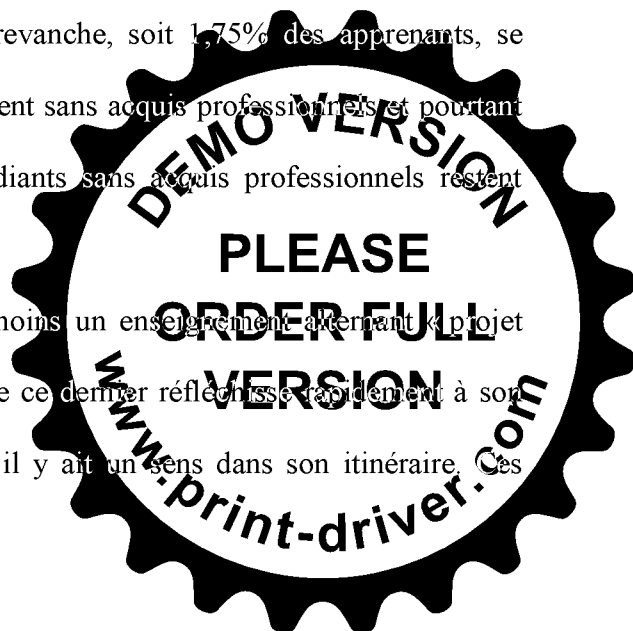 revanche, soit 1,75% des apprenants, se
ent sans acquis professionnels et pourtant
diants sans acquis professionnels restent
moins un enseignement alternant « projet
e ce dernier réfléchisse rapidement à son
il y ait un sens dans son itinéraire. Ces
DEMO VERSION
PLEASE
ORDER FULL
VERSION
www.print-driver.com